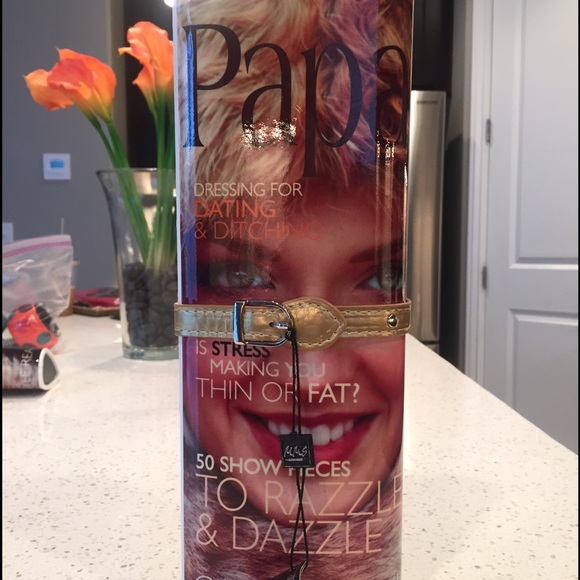 Papa
DRESSING FOR
DATING
& DITCHING
IS STRESS
MAKING YOU
THIN OR FAT?
50 SHOW PIECES
TO RAZZLE
& DAZZLE